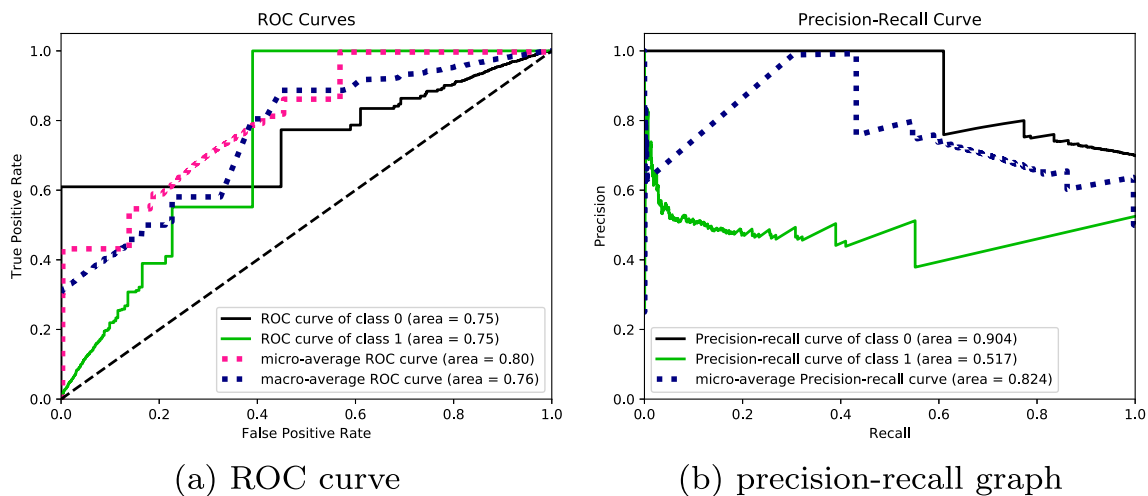 ROC Curves
1.0
0.8
0.6
0.4
0.2
0.0
True Positive Rate
0.0
0.2
0.4
0.6
0.8
1.0
False Positive Rate
ROC curve of class 0 (area = 0.75)
ROC curve of class 1 (area = 0.75)
micro-average ROC curve (area = 0.80)
macro-average ROC curve (area = 0.76)
(a) ROC curve
Precision-Recall Curve
1.0
0.8
0.6
0.4
0.2
0.0
Precision
0.0
0.2
0.4
0.6
0.8
1.0
Recall
Precision-recall curve of class 0 (area = 0.904)
Precision-recall curve of class 1 (area = 0.517)
micro-average Precision-recall curve (area = 0.824)
(b) precision-recall graph